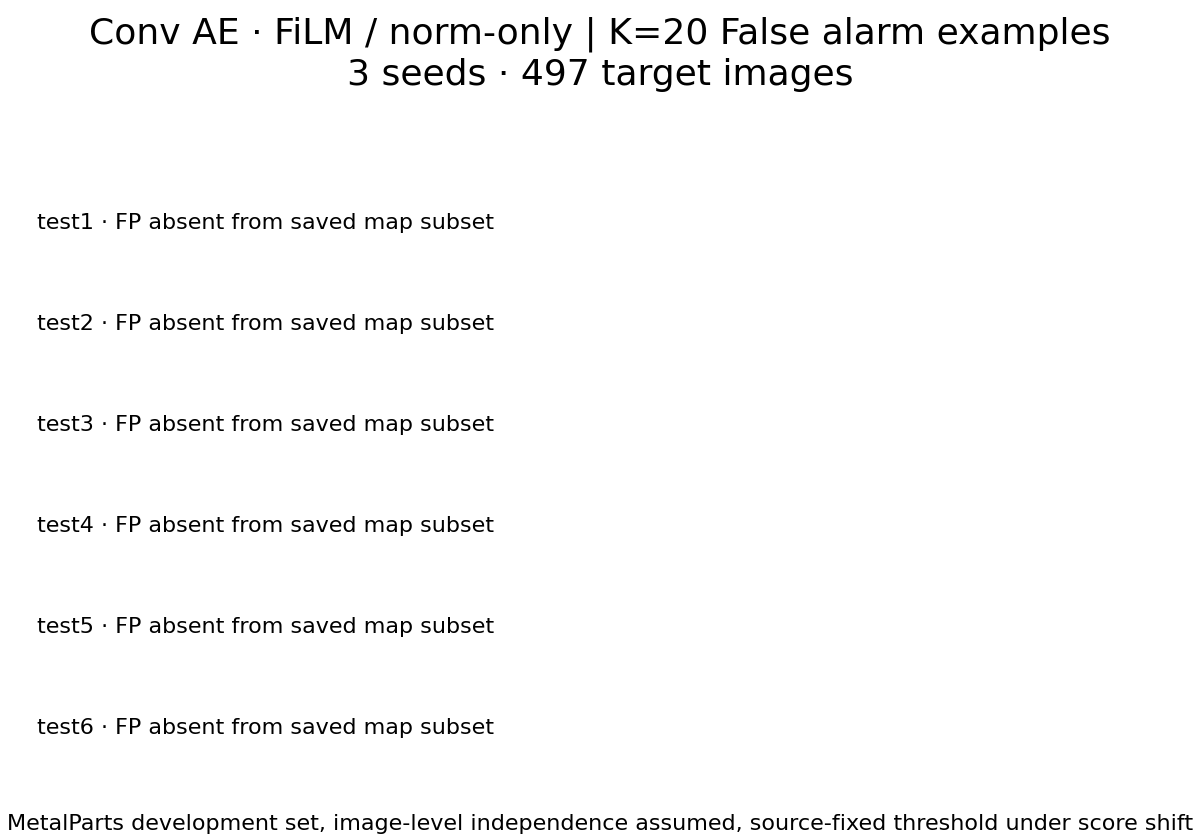 Conv AE · FiLM / norm-only | K=20 False alarm examples
3 seeds · 497 target images
test1 · FP absent from saved map subset
test2 · FP absent from saved map subset
test3 · FP absent from saved map subset
test4 · FP absent from saved map subset
test5 · FP absent from saved map subset
test6 · FP absent from saved map subset
MetalParts development set, image-level independence assumed, source-fixed threshold under score shift